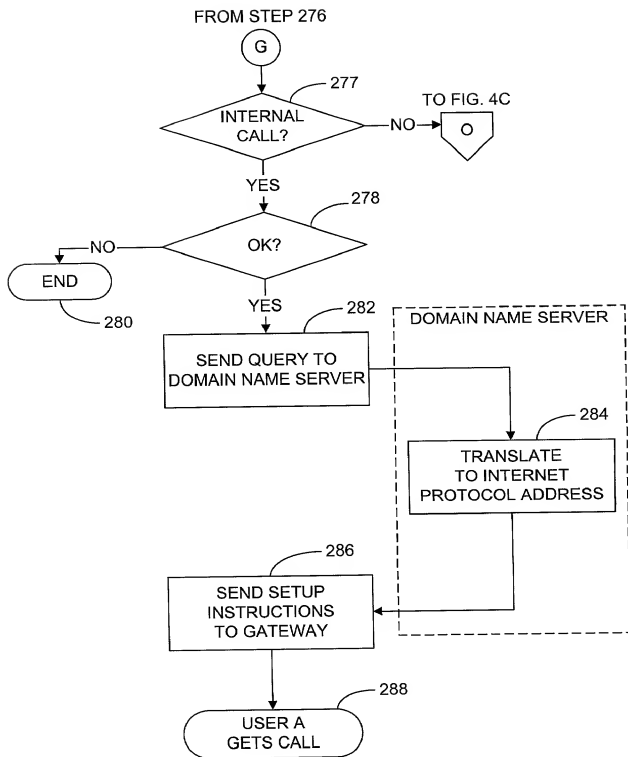 FROM STEP 276
G
277
INTERNAL
CALL?
NO
TO FIG. 4C
O
YES
278
OK?
NO
END
280
YES
282
SEND QUERY TO
DOMAIN NAME SERVER
DOMAIN NAME SERVER
284
TRANSLATE
TO INTERNET
PROTOCOL ADDRESS
286
SEND SETUP
INSTRUCTIONS
TO GATEWAY
288
USER A
GETS CALL